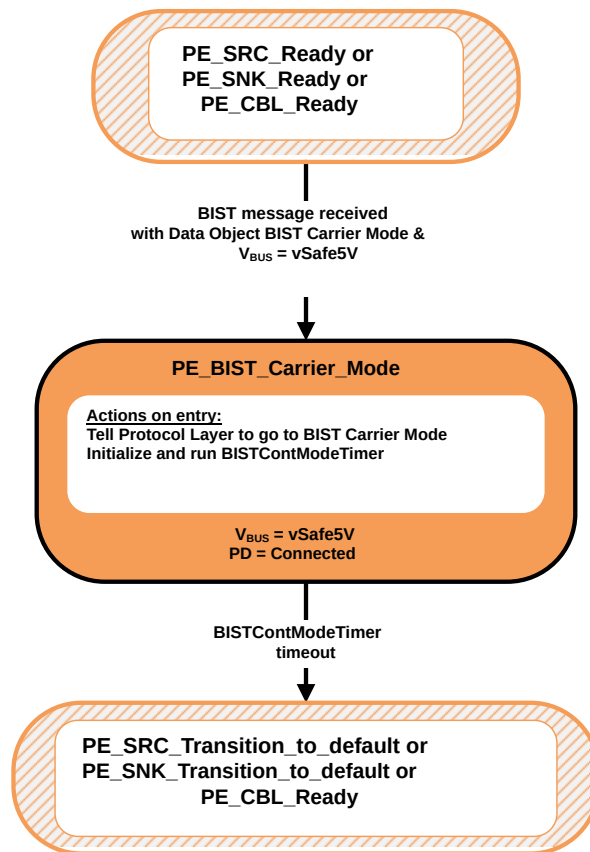 PE_SRC_Ready or
PE_SNK_Ready or
PE_CBL_Ready
BIST message received
with Data Object BIST Carrier Mode &
VBUS = vSafe5V
PE_BIST_Carrier_Mode
Actions on entry:
Tell Protocol Layer to go to BIST Carrier Mode
Initialize and run BISTContModeTimer
VBUS = vSafe5V
PD = Connected
BISTContModeTimer
timeout
PE_SRC_Transition_to_default or
PE_SNK_Transition_to_default or
PE_CBL_Ready